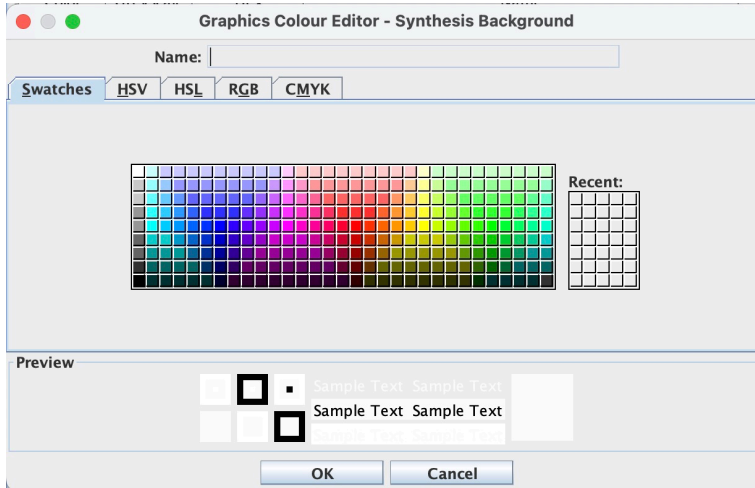 Graphics Colour Editor - Synthesis Background
Name:
Swatches HSV HSL RGB CMYK
Recent:
Preview
Sample Text Sample Text
Sample Text Sample Text
Sample Text Sample Text
OK Cancel